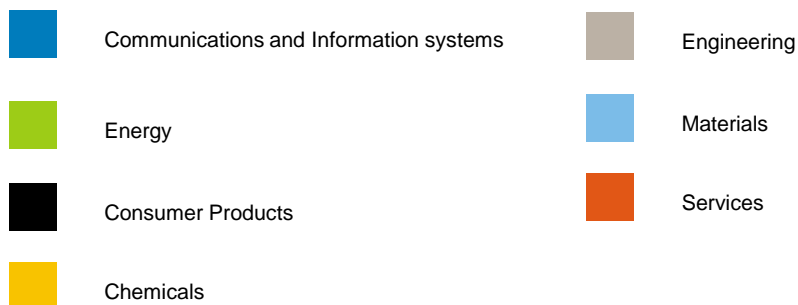 Communications and Information systems
Energy
Consumer Products
Chemicals
Engineering
Materials
Services